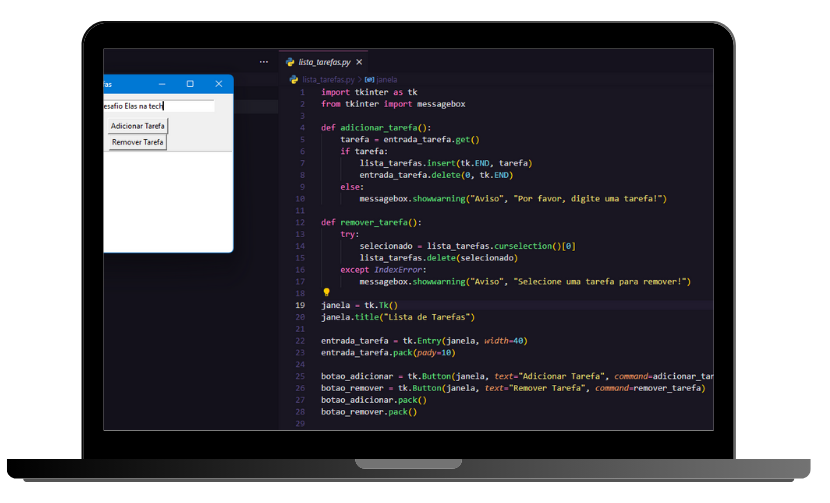 fas
esafio Elas na tech
Adicionar Tarefa
Remover Tarefa
... lista_tarefas.py ×
lista_tarefas.py > janela
1 import tkinter as tk
2 from tkinter import messagebox
3
4 def adicionar_tarefa():
5 tarefa = entrada_tarefa.get()
6 if tarefa:
7 lista_tarefas.insert(tk.END, tarefa)
8 entrada_tarefa.delete(0, tk.END)
9 else:
10 messagebox.showwarning("Aviso", "Por favor, digite uma tarefa!")
11
12 def remover_tarefa():
13 try:
14 selecionado = lista_tarefas.curselection()[0]
15 lista_tarefas.delete(selecionado)
16 except IndexError:
17 messagebox.showwarning("Aviso", "Selecione uma tarefa para remover!")
18
19 janela = tk.Tk()
20 janela.title("Lista de Tarefas")
21
22 entrada_tarefa = tk.Entry(janela, width=40)
23 entrada_tarefa.pack(pady=10)
24
25 botao_adicionar = tk.Button(janela, text="Adicionar Tarefa", command=adicionar_tar
26 botao_remover = tk.Button(janela, text="Remover Tarefa", command=remover_tarefa)
27 botao_adicionar.pack()
28 botao_remover.pack()
29